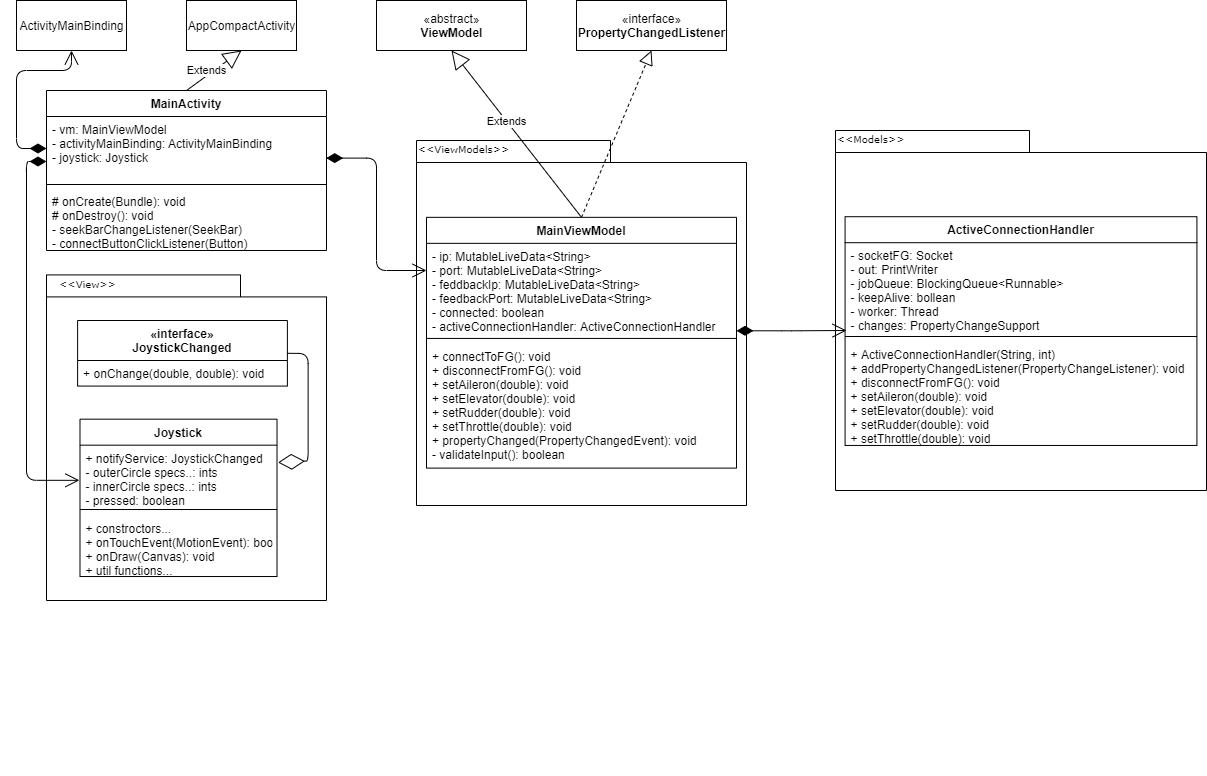 ActivityMainBinding
AppCompactActivity
«abstract»
ViewModel
«interface»
PropertyChangedListener
Extends
Extends
MainActivity
- vm: MainViewModel
- activityMainBinding: ActivityMainBinding
- joystick: Joystick
# onCreate(Bundle): void
# onDestroy(): void
- seekBarChangeListener(SeekBar)
- connectButtonClickListener(Button)
<<View>>
«interface»
JoystickChanged
+ onChange(double, double): void
Joystick
+ notifyService: JoystickChanged
- outerCircle specs..: ints
- innerCircle specs..: ints
- pressed: boolean
+ constroctors...
+ onTouchEvent(MotionEvent): boo
+ onDraw(Canvas): void
+ util functions...
<<ViewModels>>
MainViewModel
- ip: MutableLiveData<String>
- port: MutableLiveData<String>
- feddbackIp: MutableLiveData<String>
- feedbackPort: MutableLiveData<String>
- connected: boolean
- activeConnectionHandler: ActiveConnectionHandler
+ connectToFG(): void
+ disconnectFromFG(): void
+ setAileron(double): void
+ setElevator(double): void
+ setRudder(double): void
+ setThrottle(double): void
+ propertyChanged(PropertyChangedEvent): void
- validateInput(): boolean
<<Models>>
ActiveConnectionHandler
- socketFG: Socket
- out: PrintWriter
- jobQueue: BlockingQueue<Runnable>
- keepAlive: bollean
- worker: Thread
- changes: PropertyChangeSupport
+ ActiveConnectionHandler(String, int)
+ addPropertyChangedListener(PropertyChangeListener): void
+ disconnectFromFG(): void
+ setAileron(double): void
+ setElevator(double): void
+ setRudder(double): void
+ setThrottle(double): void